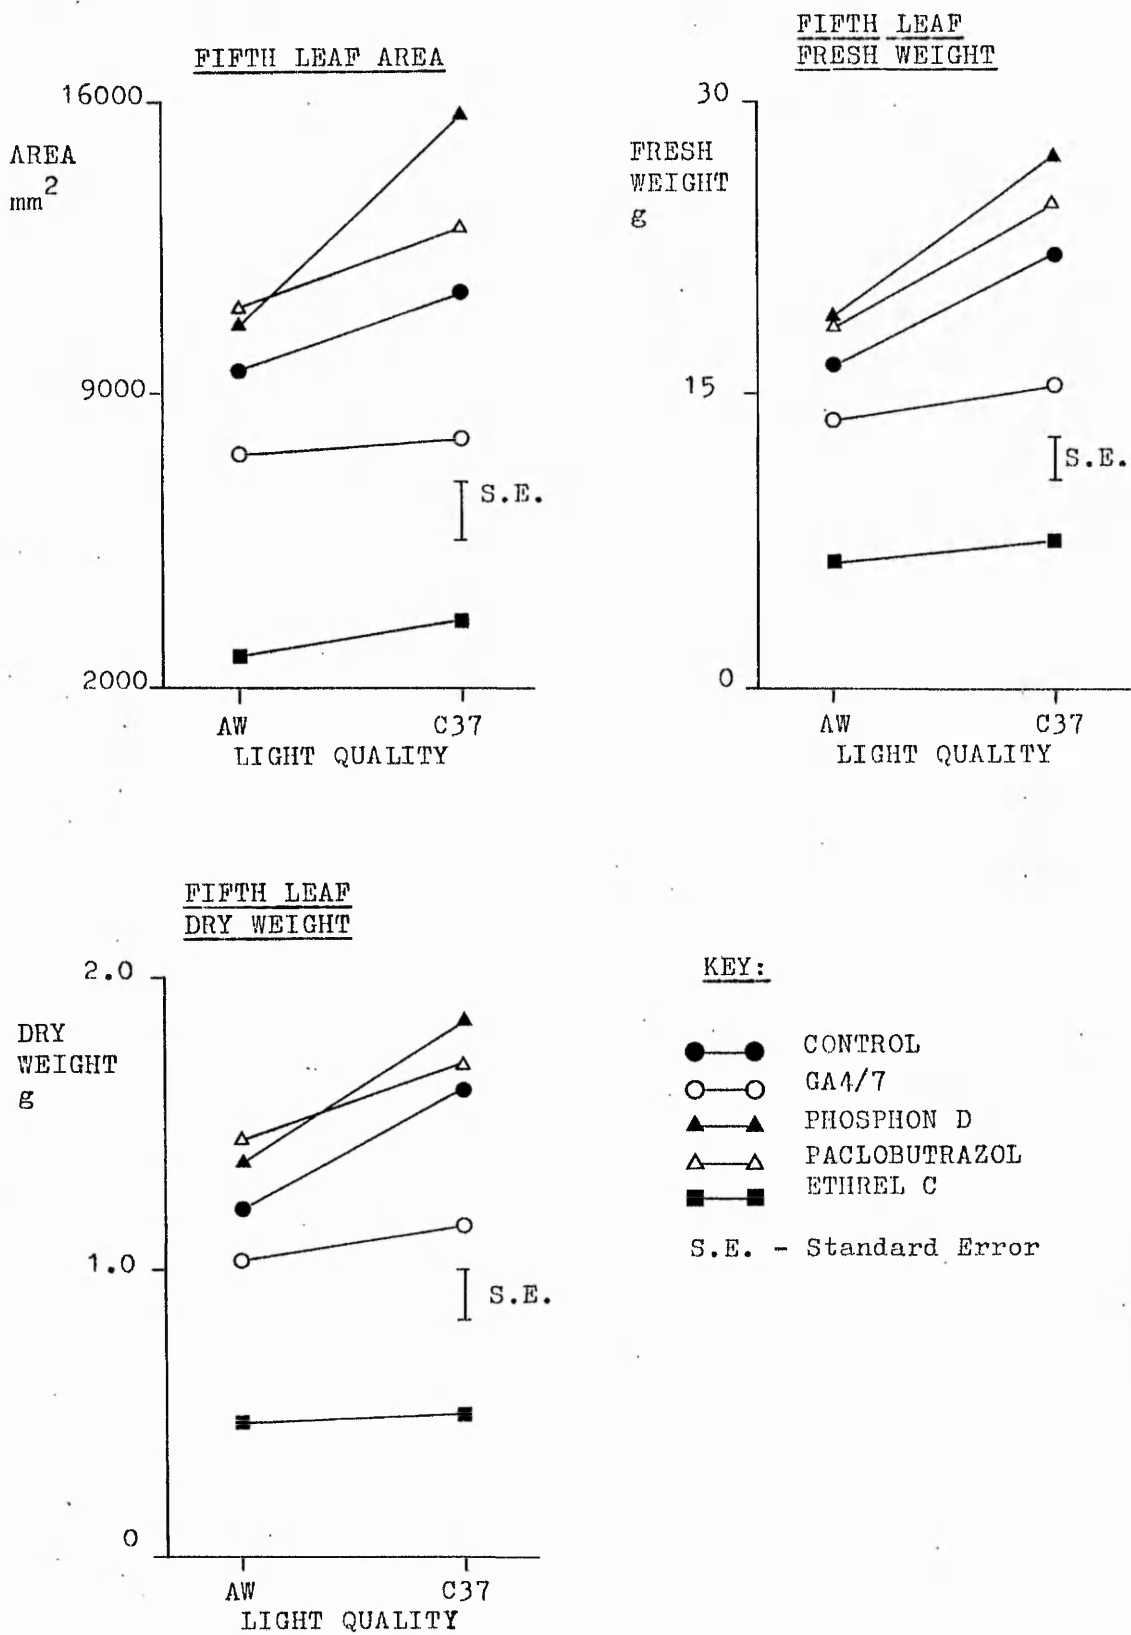 FIFTH LEAF AREA
16000
AREA
mm2
9000
S.E.
2000
AW
C37
LIGHT QUALITY
FIFTH LEAF
FRESH WEIGHT
30
FRESH
WEIGHT
g
15
S.E.
0
AW
C37
LIGHT QUALITY
FIFTH LEAF
DRY WEIGHT
2.0
DRY
WEIGHT
g
1.0
S.E.
0
AW
C37
LIGHT QUALITY
KEY:
CONTROL
GA4/7
PHOSPHON D
PACLOBUTRAZOL
ETHREL C
S.E. - Standard Error